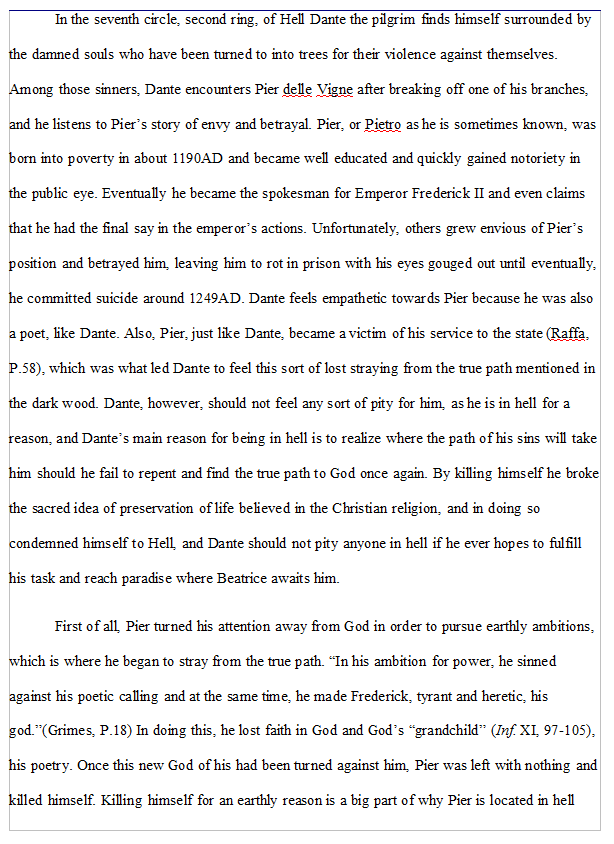 In the seventh circle, second ring, of Hell Dante the pilgrim finds himself surrounded by
the damned souls who have been turned to into trees for their violence against themselves.
Among those sinners, Dante encounters Pier delle Vigne after breaking off one of his branches,
and he listens to Pier’s story of envy and betrayal. Pier, or Pietro as he is sometimes known, was
born into poverty in about 1190AD and became well educated and quickly gained notoriety in
the public eye. Eventually he became the spokesman for Emperor Frederick II and even claims
that he had the final say in the emperor’s actions. Unfortunately, others grew envious of Pier’s
position and betrayed him, leaving him to rot in prison with his eyes gouged out until eventually,
he committed suicide around 1249AD. Dante feels empathetic towards Pier because he was also
a poet, like Dante. Also, Pier, just like Dante, became a victim of his service to the state (Raffa,
P.58), which was what led Dante to feel this sort of lost straying from the true path mentioned in
the dark wood. Dante, however, should not feel any sort of pity for him, as he is in hell for a
reason, and Dante’s main reason for being in hell is to realize where the path of his sins will take
him should he fail to repent and find the true path to God once again. By killing himself he broke
the sacred idea of preservation of life believed in the Christian religion, and in doing so
condemned himself to Hell, and Dante should not pity anyone in hell if he ever hopes to fulfill
his task and reach paradise where Beatrice awaits him.
First of all, Pier turned his attention away from God in order to pursue earthly ambitions,
which is where he began to stray from the true path. “In his ambition for power, he sinned
against his poetic calling and at the same time, he made Frederick, tyrant and heretic, his
god.”(Grimes, P.18) In doing this, he lost faith in God and God’s “grandchild” (Inf. XI, 97-105),
his poetry. Once this new God of his had been turned against him, Pier was left with nothing and
killed himself. Killing himself for an earthly reason is a big part of why Pier is located in hell